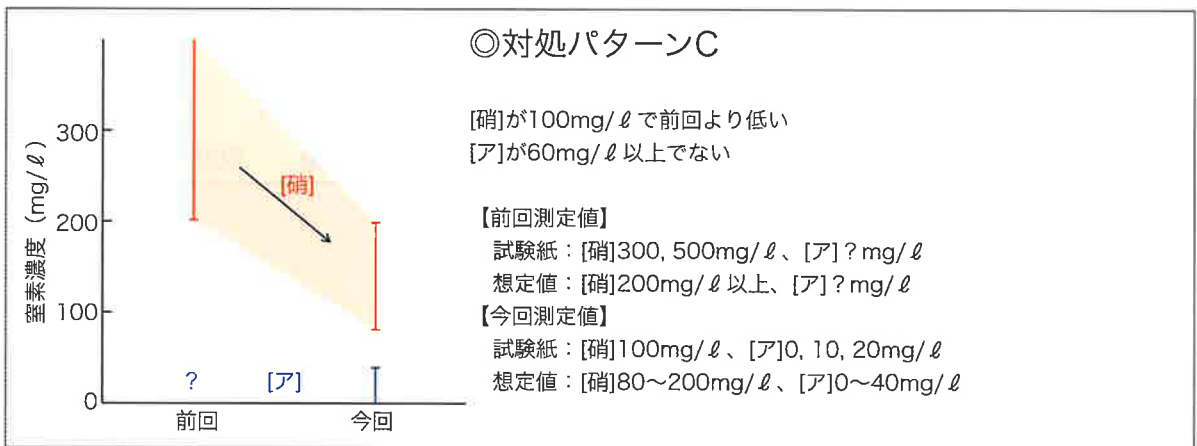 ◎対処パターンC
[硝]が100mg/ℓで前回より低い
[ア]が60mg/ℓ以上でない
【前回測定値】
試験紙：[硝]300, 500mg/ℓ、[ア]？mg/ℓ
想定値：[硝]200mg/ℓ以上、[ア]？mg/ℓ
【今回測定値】
試験紙：[硝]100mg/ℓ、[ア]0, 10, 20mg/ℓ
想定値：[硝]80～200mg/ℓ、[ア]0～40mg/ℓ
窒素濃度（mg/ℓ）
300
200
100
0
[硝]
？
[ア]
前回
今回